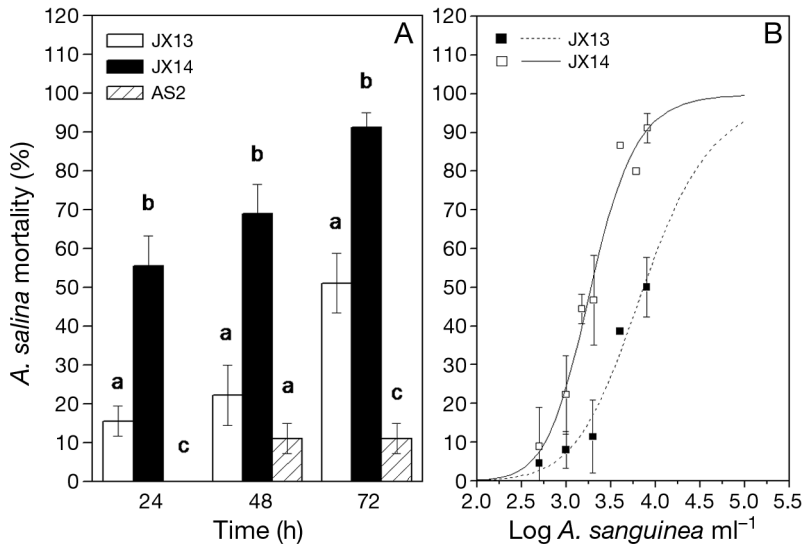 A. salina mortality (%)
120
110
100
90
80
70
60
50
40
30
20
10
0
JX13
JX14
AS2
A
a
b
c
a
b
a
a
b
c
24
48
72
Time (h)
B
120
110
100
90
80
70
60
50
40
30
20
10
0
JX13
JX14
2.0 2.5 3.0 3.5 4.0 4.5 5.0 5.5
Log A. sanguinea ml⁻¹